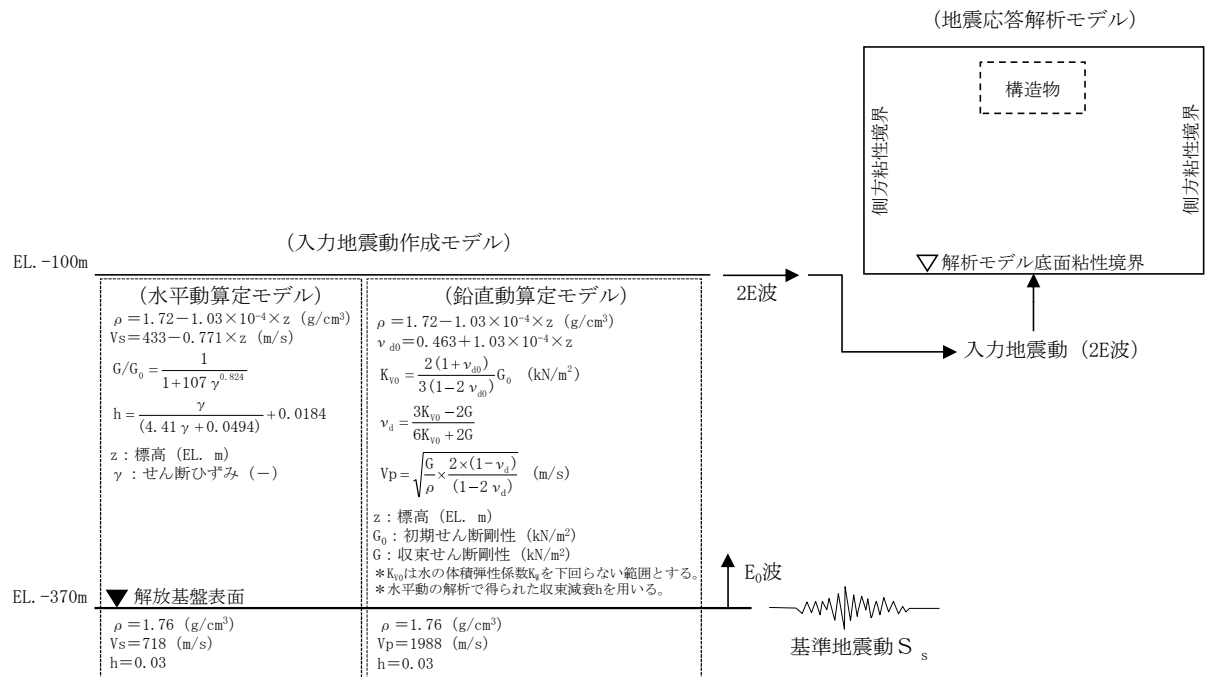 (地震応答解析モデル)
構造物
側方粘性境界
側方粘性境界
▽解析モデル底面粘性境界
(入力地震動作成モデル)
EL.-100m
2E波
入力地震動(2E波)
(水平動算定モデル)
ρ=1.72-1.03×10⁻⁴×z (g/cm³)
Vs=433-0.771×z (m/s)
G/G₀=1/(1+107γ^0.824)
h=γ/(4.41γ+0.0494)+0.0184
z:標高(EL. m)
γ:せん断ひずみ(-)
(鉛直動算定モデル)
ρ=1.72-1.03×10⁻⁴×z (g/cm³)
ν_d0=0.463+1.03×10⁻⁴×z
K_V0=2(1+ν_d0)/3(1-2ν_d0) G₀ (kN/m²)
ν_d=(3K_V0-2G)/(6K_V0+2G)
Vp=√(G/ρ×2×(1-ν_d)/(1-2ν_d)) (m/s)
z:標高(EL. m)
G₀:初期せん断剛性(kN/m²)
G:収束せん断剛性(kN/m²)
*K_V0は水の体積弾性係数K_Wを下回らない範囲とする。
*水平動の解析で得られた収束減衰hを用いる。
E₀波
EL.-370m
▼解放基盤表面
ρ=1.76 (g/cm³)
Vs=718 (m/s)
h=0.03
ρ=1.76 (g/cm³)
Vp=1988 (m/s)
h=0.03
基準地震動Ss